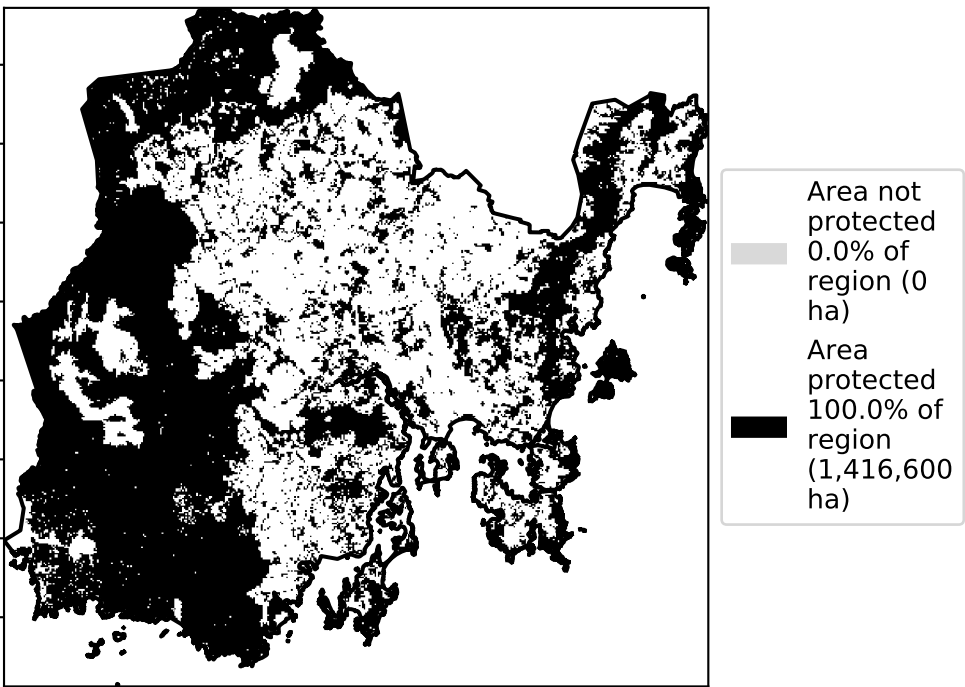 Area not
protected
0.0% of
region (0
ha)
Area
protected
100.0% of
region
(1,416,600
ha)